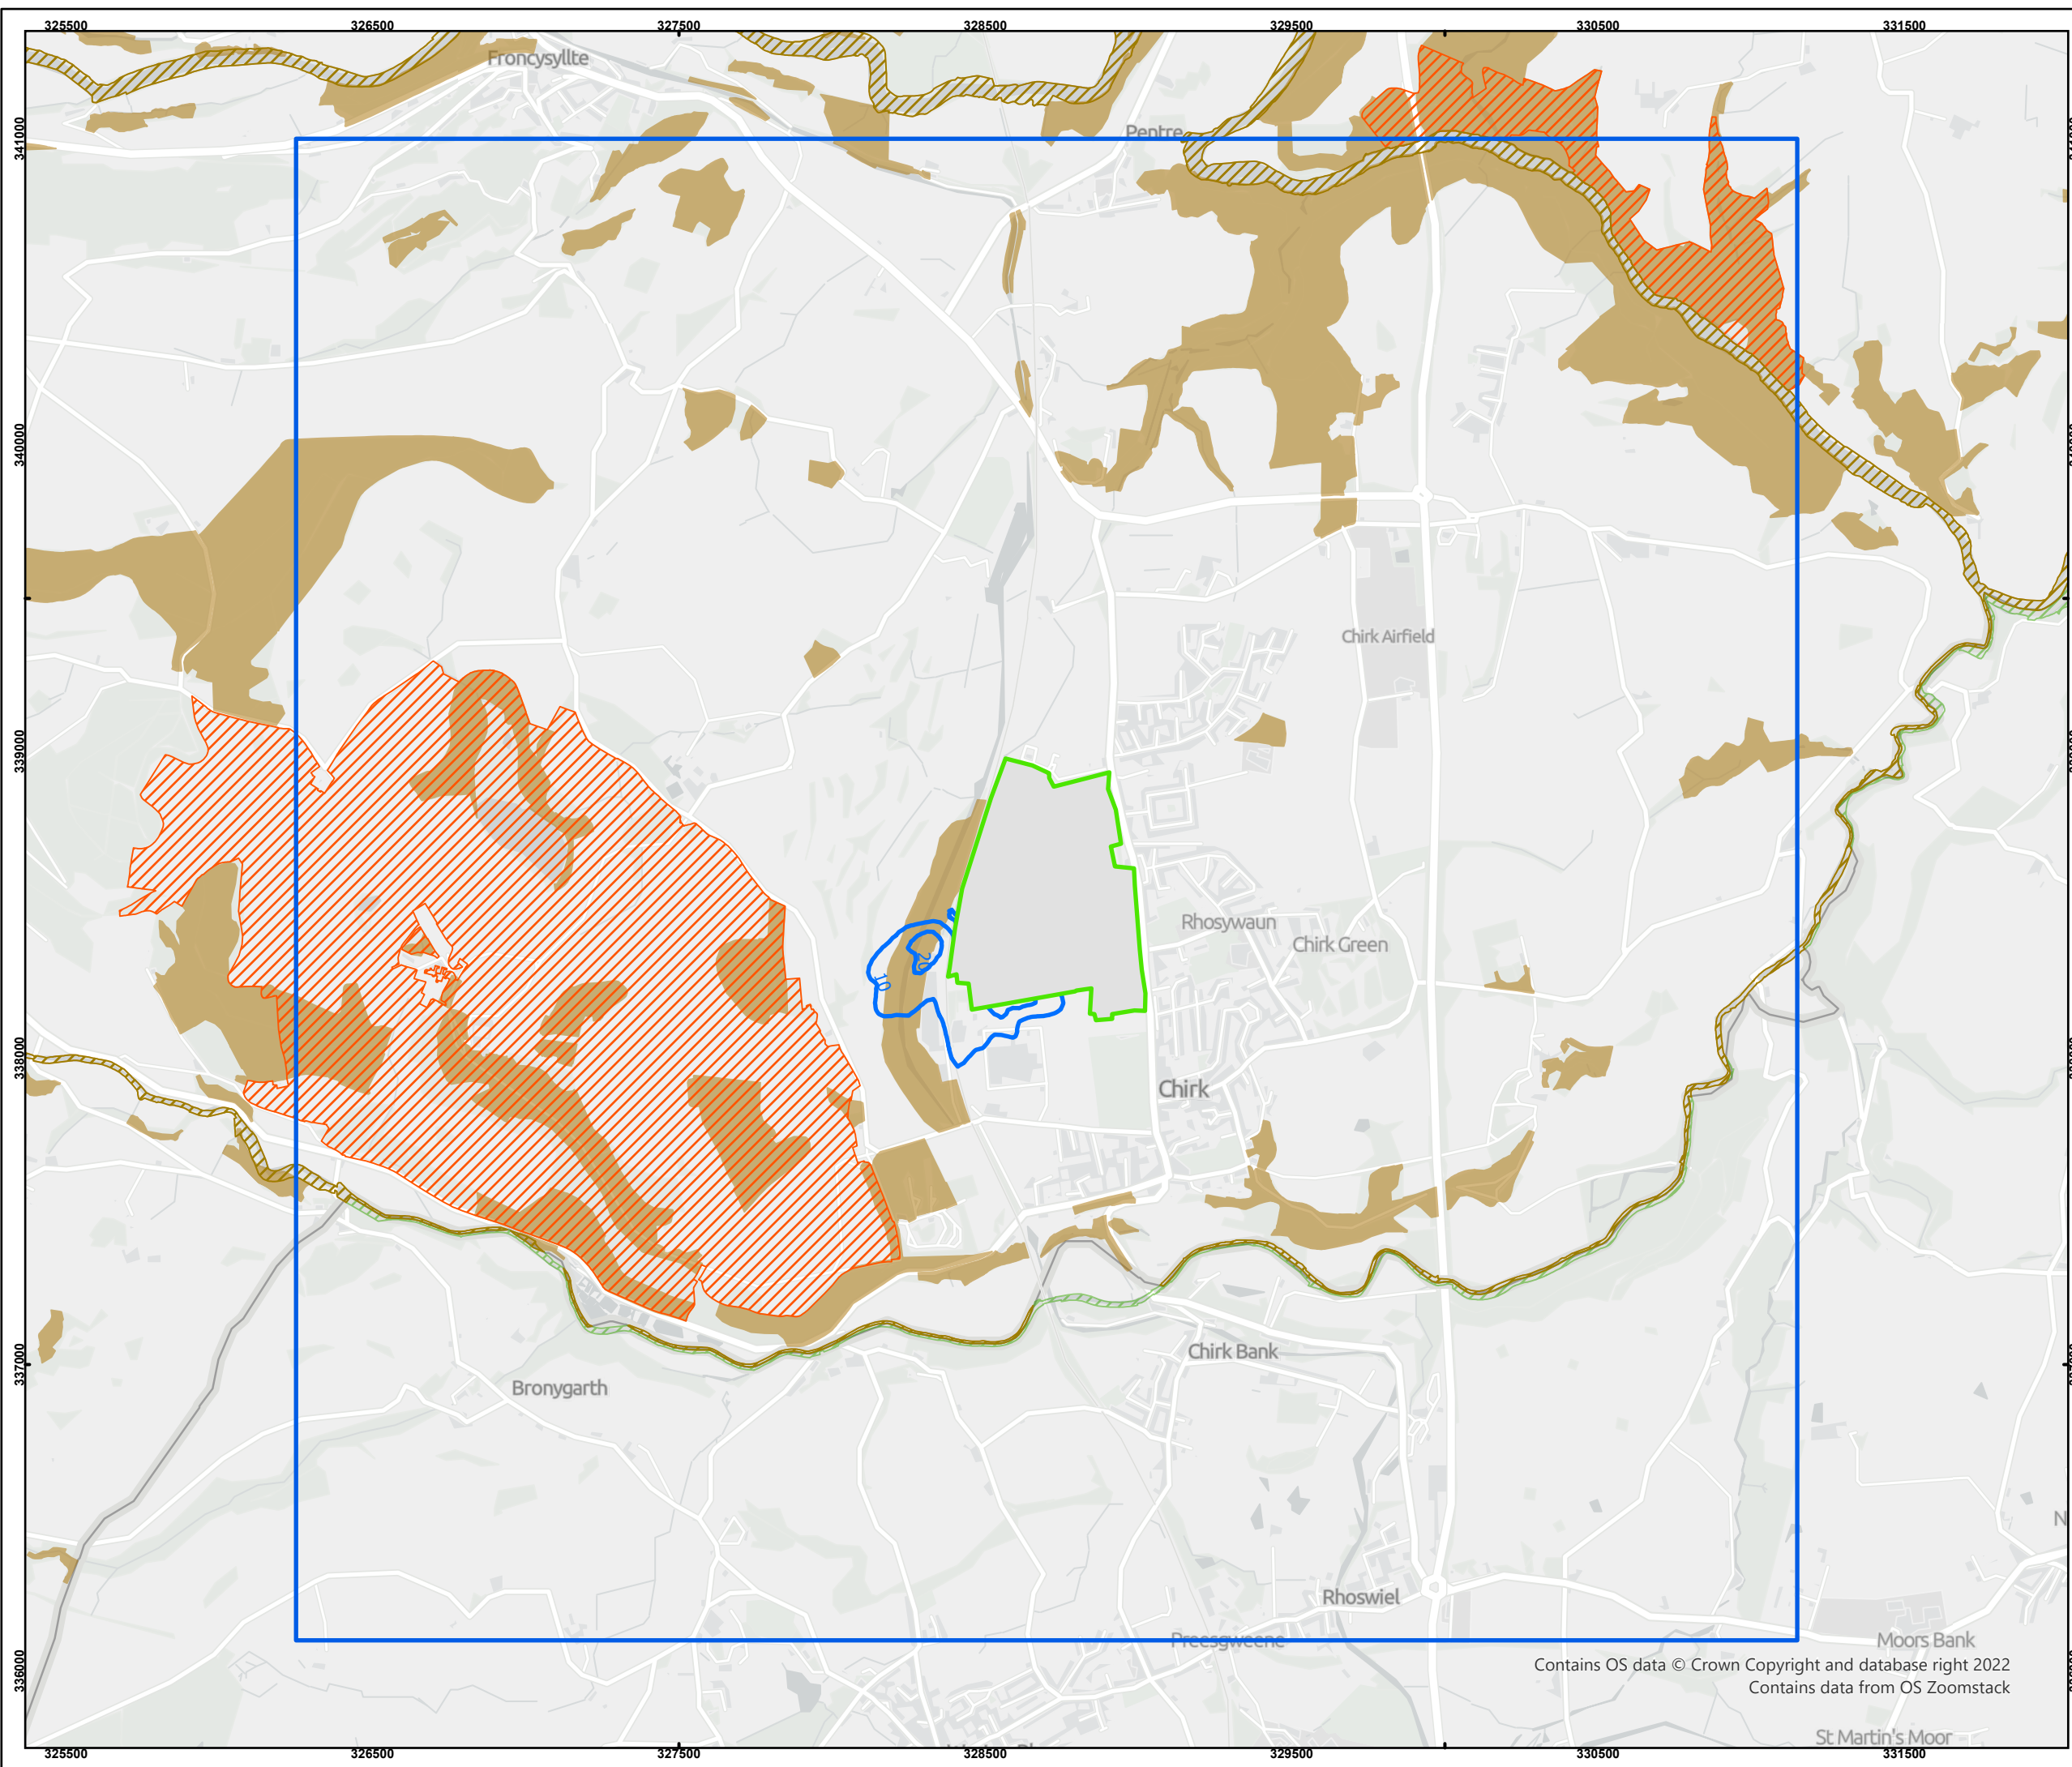 325500 326500 327500 328500 329500 330500 331500
Froncysyllte
Pentre
341000
340000
Chirk Airfield
339000
Rhosywaun
Chirk Green
20
10
338000
Chirk
Chirk Bank
337000
Bronygarth
N
Rhoswiel
Preesgweene
Moors Bank
336000
Contains OS data © Crown Copyright and database right 2022
Contains data from OS Zoomstack
St Martin's Moor
325500 326500 327500 328500 329500 330500 331500